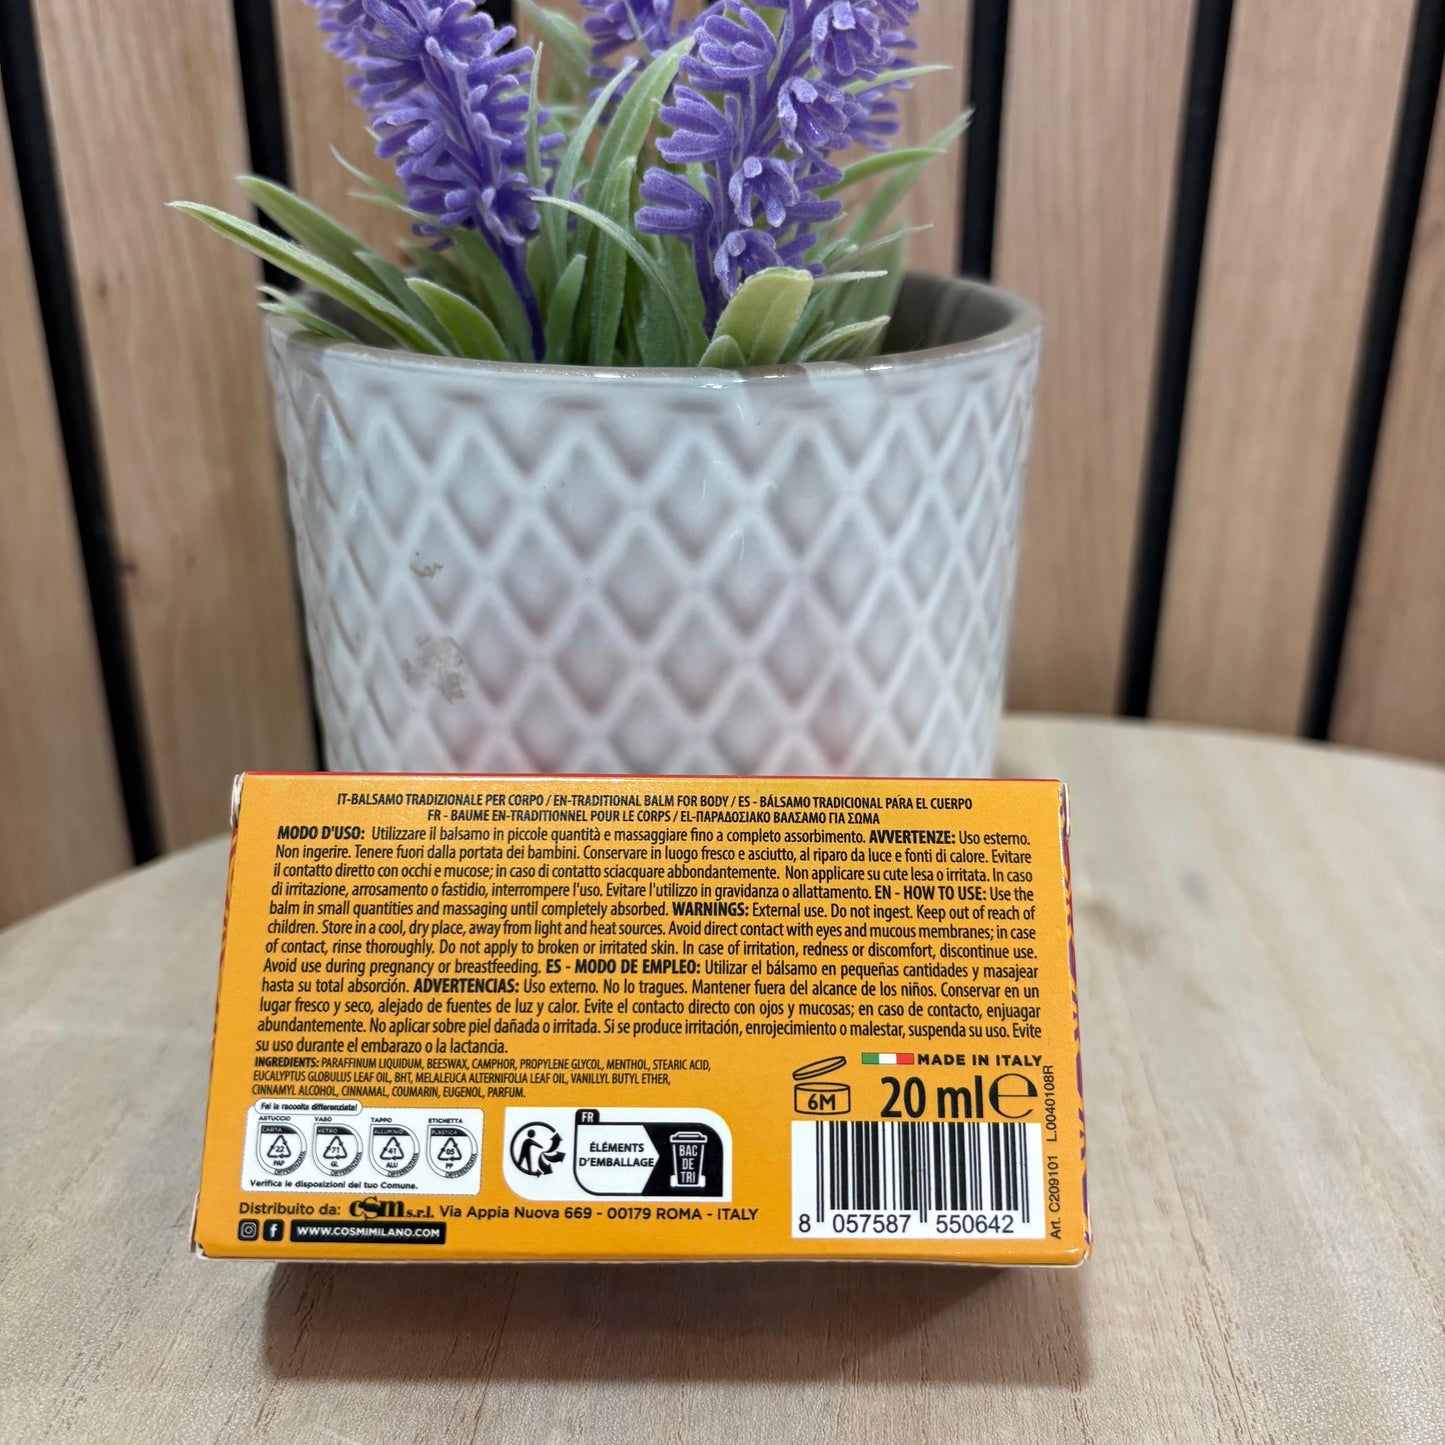 IT-BALSAMO TRADIZIONALE PER CORPO / EN-TRADITIONAL BALM FOR BODY / ES - BÁLSAMO TRADICIONAL PARA EL CUERPO
FR - BAUME EN-TRADITIONNEL POUR LE CORPS / EL-ΠΑΡΑΔΟΣΙΑΚΟ ΒΑΛΣΑΜΟ ΓΙΑ ΣΩΜΑ
MODO D'USO: Utilizzare il balsamo in piccole quantità e massaggiare fino a completo assorbimento. AVVERTENZE: Uso esterno.
Non ingerire. Tenere fuori dalla portata dei bambini. Conservare in luogo fresco e asciutto, al riparo da luce e fonti di calore. Evitare
il contatto diretto con occhi e mucose; in caso di contatto sciacquare abbondantemente. Non applicare su cute lesa o irritata. In caso
di irritazione, arrosamento o fastidio, interrompere l'uso. Evitare l'utilizzo in gravidanza o allattamento. EN - HOW TO USE: Use the
balm in small quantities and massaging until completely absorbed. WARNINGS: External use. Do not ingest. Keep out of reach of
children. Store in a cool, dry place, away from light and heat sources. Avoid direct contact with eyes and mucous membranes; in case
of contact, rinse thoroughly. Do not apply to broken or irritated skin. In case of irritation, redness or discomfort, discontinue use.
Avoid use during pregnancy or breastfeeding. ES - MODO DE EMPLEO: Utilizar el bálsamo en pequeñas cantidades y masajear
hasta su total absorción. ADVERTENCIAS: Uso externo. No lo tragues. Mantener fuera del alcance de los niños. Conservar en un
lugar fresco y seco, alejado de fuentes de luz y calor. Evite el contacto directo con ojos y mucosas; en caso de contacto, enjuagar
abundantemente. No aplicar sobre piel dañada o irritada. Si se produce irritación, enrojecimiento o malestar, suspenda su uso. Evite
su uso durante el embarazo o la lactancia.
INGREDIENTS: PARAFFINUM LIQUIDUM, BEESWAX, CAMPHOR, PROPYLENE GLYCOL, MENTHOL, STEARIC ACID,
EUCALYPTUS GLOBULUS LEAF OIL, BHT, MELALEUCA ALTERNIFOLIA LEAF OIL, VANILLYL BUTYL ETHER,
CINNAMYL ALCOHOL, CINNAMAL, COUMARIN, EUGENOL, PARFUM.
MADE IN ITALY
6M
20 ml e
Fai la raccolta differenziata!
ASTUCCIO VASO TAPPO ETICHETTA
CARTA VETRO ALLUMINIO PLASTICA
22 71 41 05
PAP GL ALU PP
Verifica le disposizioni del tuo Comune.
FR
ÉLÉMENTS
D'EMBALLAGE
BAC
DE
TRI
Distribuito da: cosm s.r.l. Via Appia Nuova 669 - 00179 ROMA - ITALY
WWW.COSMIMILANO.COM
8 057587 550642
Art. C209101 L.0040108R